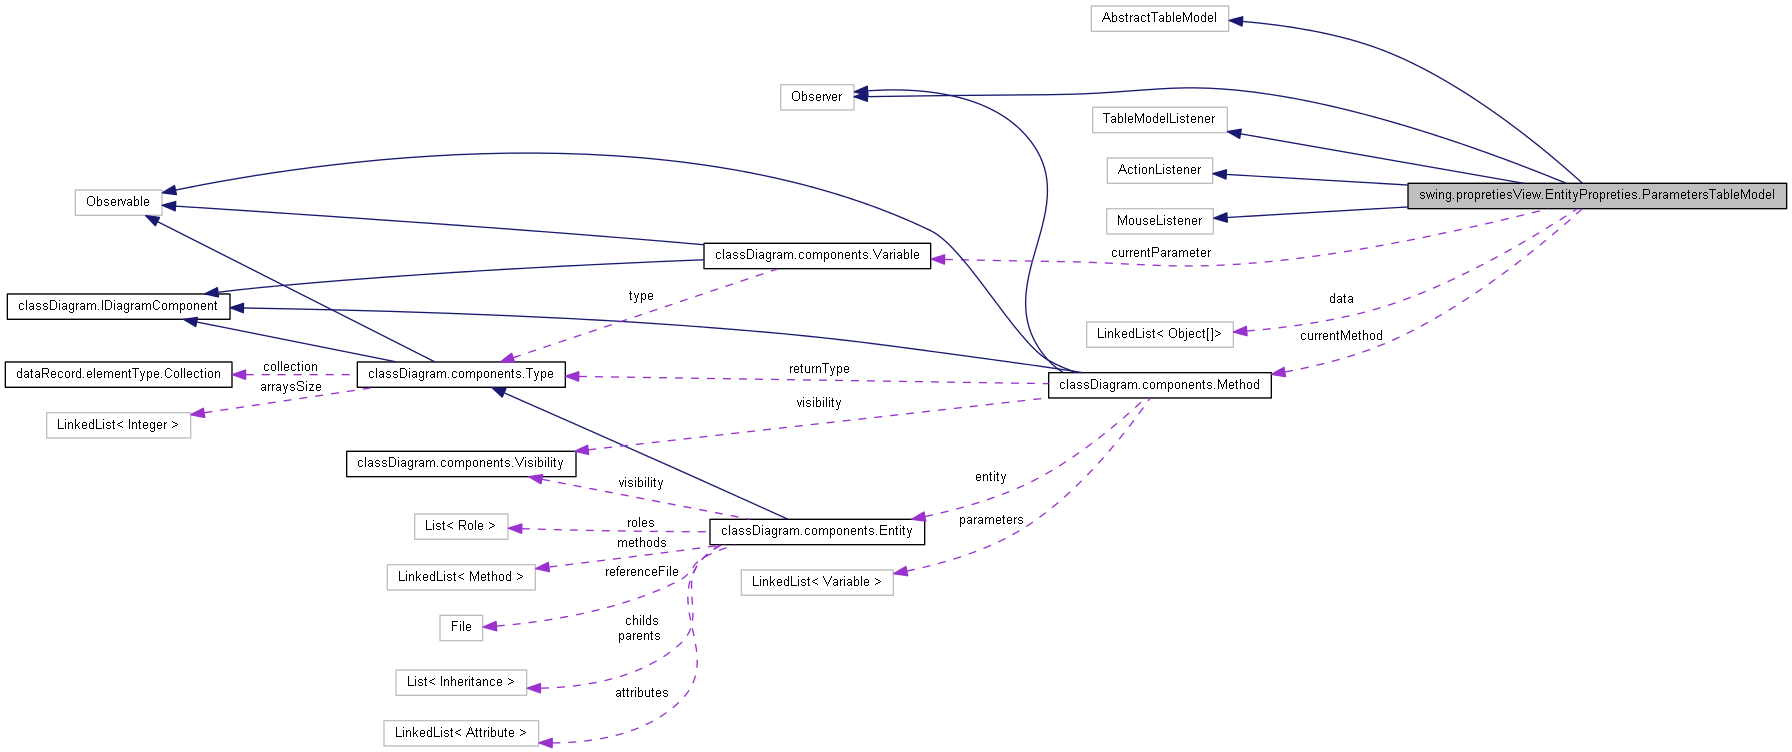 AbstractTableModel
Observer
TableModelListener
ActionListener
swing.propretiesView.EntityPropreties.ParametersTableModel
Observable
MouseListener
classDiagram.components.Variable
currentParameter
type
data
classDiagram.IDiagramComponent
LinkedList< Object[]>
currentMethod
collection
returnType
dataRecord.elementType.Collection
classDiagram.components.Type
arraysSize
classDiagram.components.Method
visibility
LinkedList< Integer >
classDiagram.components.Visibility
entity
visibility
parameters
List< Role >
roles
classDiagram.components.Entity
methods
LinkedList< Method >
referenceFile
LinkedList< Variable >
File
childs
parents
List< Inheritance >
attributes
LinkedList< Attribute >